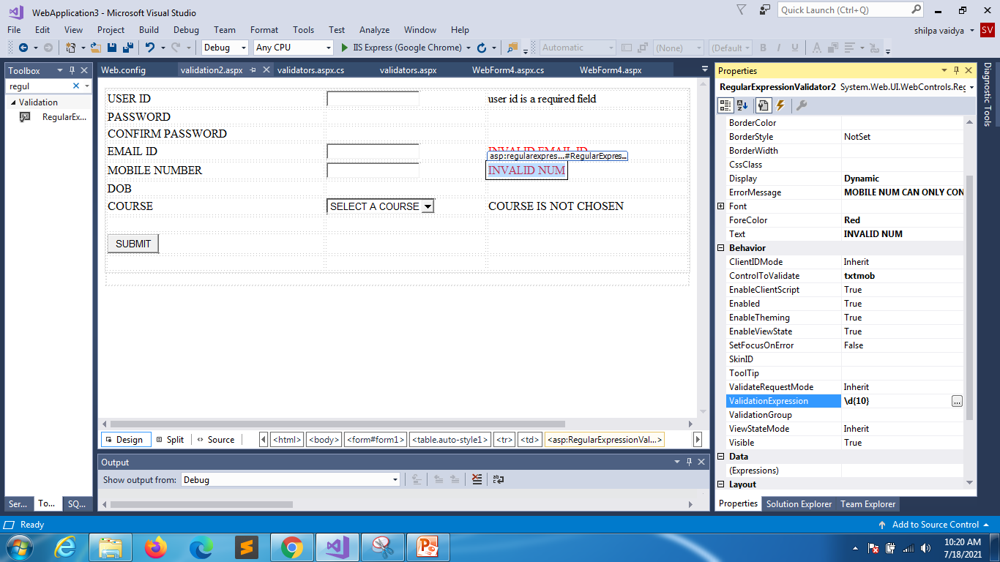 WebApplication3 - Microsoft Visual Studio
Quick Launch (Ctrl+Q)
File Edit View Project Build Debug Team Format Tools Test Analyze Window Help
shilpa vaidya SV
Debug Any CPU IIS Express (Google Chrome) Automatic (None) (Default B I U A
Toolbox
regul
Validation
RegularEx...
Web.config validation2.aspx validators.aspx.cs validators.aspx WebForm4.aspx.cs WebForm4.aspx
USER ID user id is a required field
PASSWORD
CONFIRM PASSWORD
EMAIL ID INVALID EMAIL ID
asp:regularexpres...#RegularExpres...
MOBILE NUMBER INVALID NUM
DOB
COURSE SELECT A COURSE COURSE IS NOT CHOSEN
SUBMIT
Design Split Source <html> <body> <form#form1> <table.auto-style1> <tr> <td> <asp:RegularExpressionVal...>
Output
Show output from: Debug
Ser... To... SQ...
Properties
RegularExpressionValidator2 System.Web.UI.WebControls.Reg
BorderColor
BorderStyle NotSet
BorderWidth
CssClass
Display Dynamic
ErrorMessage MOBILE NUM CAN ONLY CON
Font
ForeColor Red
Text INVALID NUM
Behavior
ClientIDMode Inherit
ControlToValidate txtmob
EnableClientScript True
Enabled True
EnableTheming True
EnableViewState True
SetFocusOnError False
SkinID
ToolTip
ValidateRequestMode Inherit
ValidationExpression \d{10} ...
ValidationGroup
ViewStateMode Inherit
Visible True
Data
(Expressions)
Layout
Properties Solution Explorer Team Explorer
Diagnostic Tools
Ready Add to Source Control
10:20 AM
7/18/2021